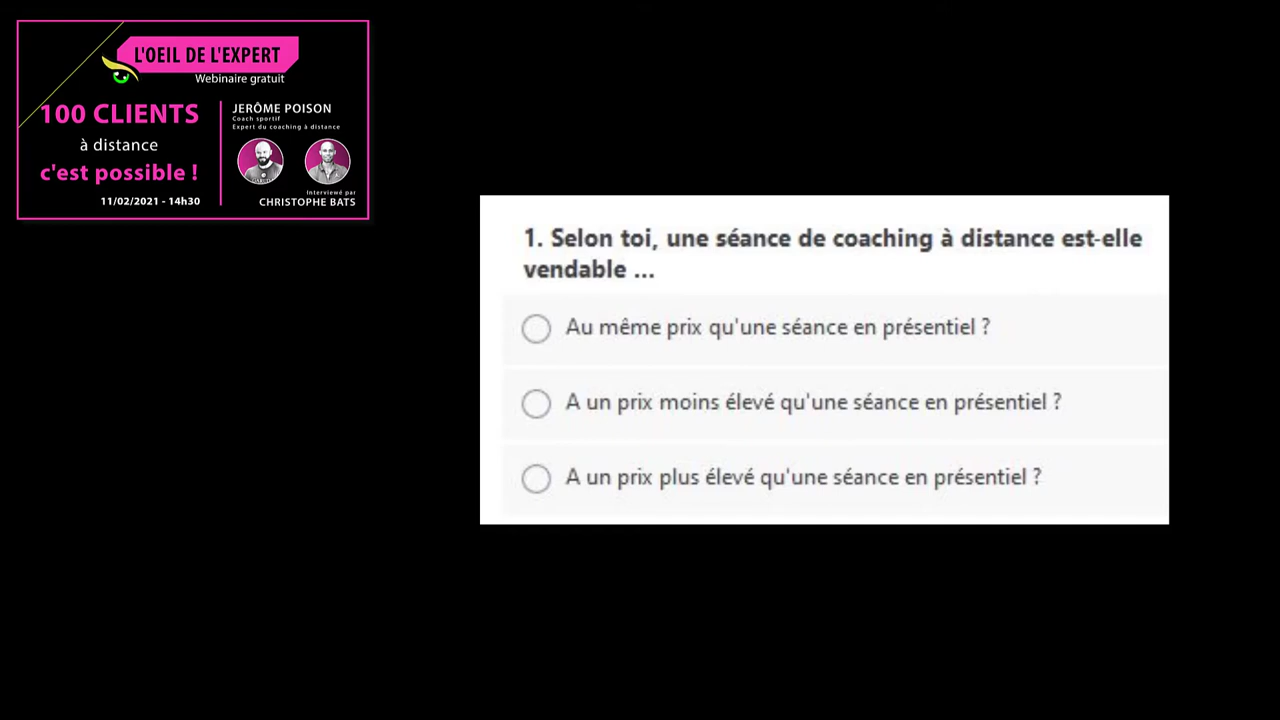 L'OEIL DE L'EXPERT
Webinaire gratuit
100 CLIENTS
à distance
c'est possible !
11/02/2021 - 14h30
JERÔME POISON
Coach sportif
Expert du coaching à distance
Interviewé par
CHRISTOPHE BATS
1. Selon toi, une séance de coaching à distance est-elle
vendable ...
Au même prix qu'une séance en présentiel ?
A un prix moins élevé qu'une séance en présentiel ?
A un prix plus élevé qu'une séance en présentiel ?